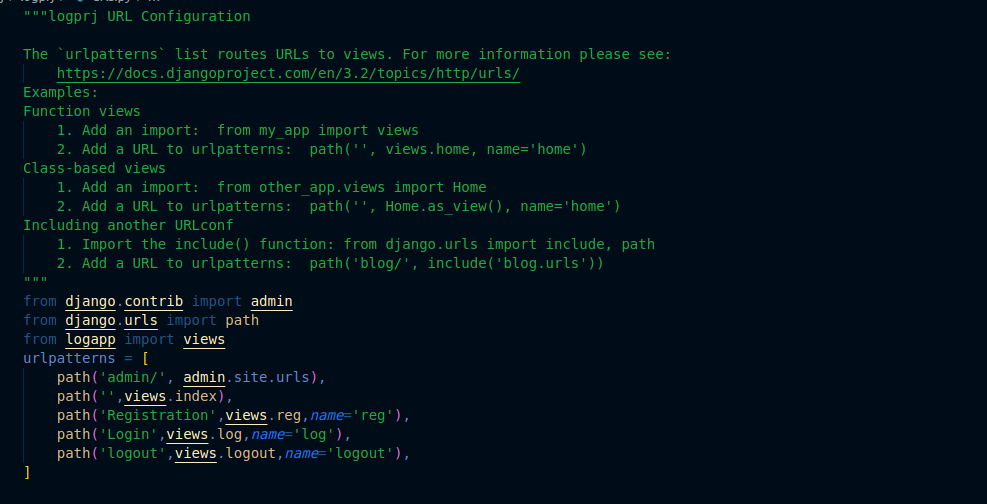 """logprj URL Configuration
The `urlpatterns` list routes URLs to views. For more information please see:
    https://docs.djangoproject.com/en/3.2/topics/http/urls/
Examples:
Function views
    1. Add an import:  from my_app import views
    2. Add a URL to urlpatterns:  path('', views.home, name='home')
Class-based views
    1. Add an import:  from other_app.views import Home
    2. Add a URL to urlpatterns:  path('', Home.as_view(), name='home')
Including another URLconf
    1. Import the include() function: from django.urls import include, path
    2. Add a URL to urlpatterns:  path('blog/', include('blog.urls'))
"""
from django.contrib import admin
from django.urls import path
from logapp import views
urlpatterns = [
    path('admin/', admin.site.urls),
    path('',views.index),
    path('Registration',views.reg,name='reg'),
    path('Login',views.log,name='log'),
    path('logout',views.logout,name='logout'),
]